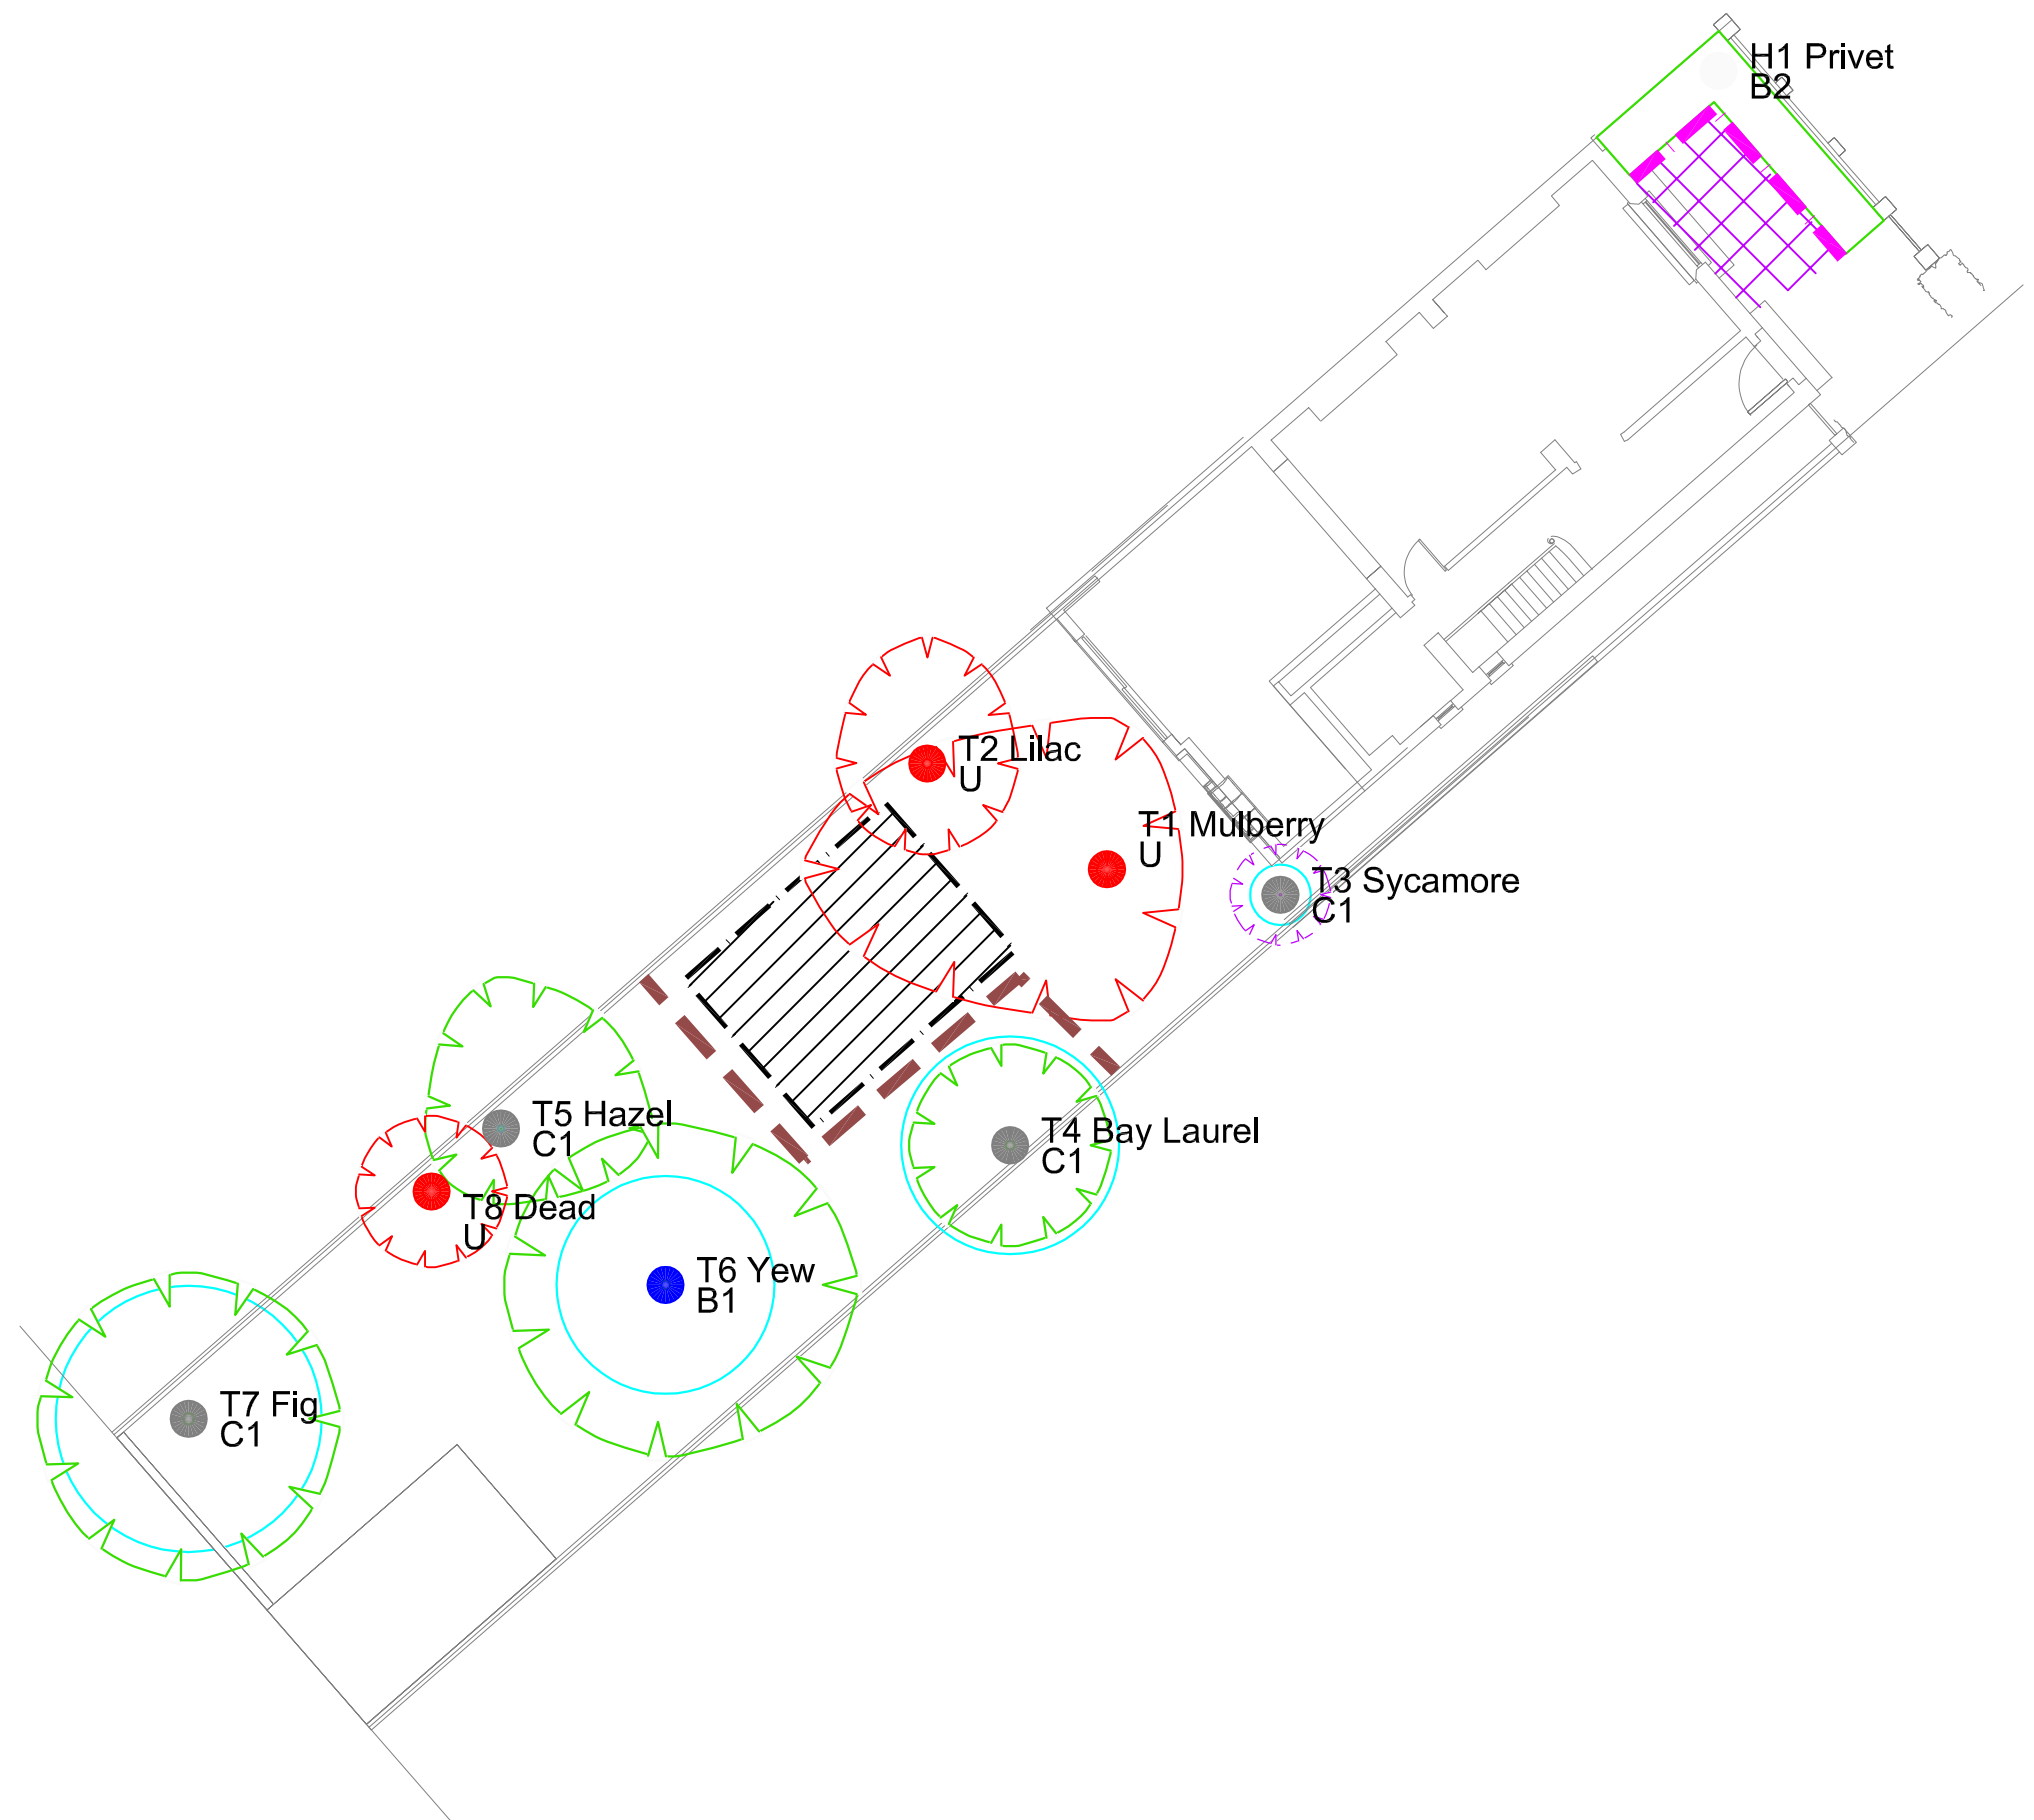 H1 Privet
B2
T2 Lilac
U
T1 Mulberry
U
T3 Sycamore
C1
T5 Hazel
C1
T4 Bay Laurel
C1
T8 Dead
U
T6 Yew
B1
T7 Fig
C1